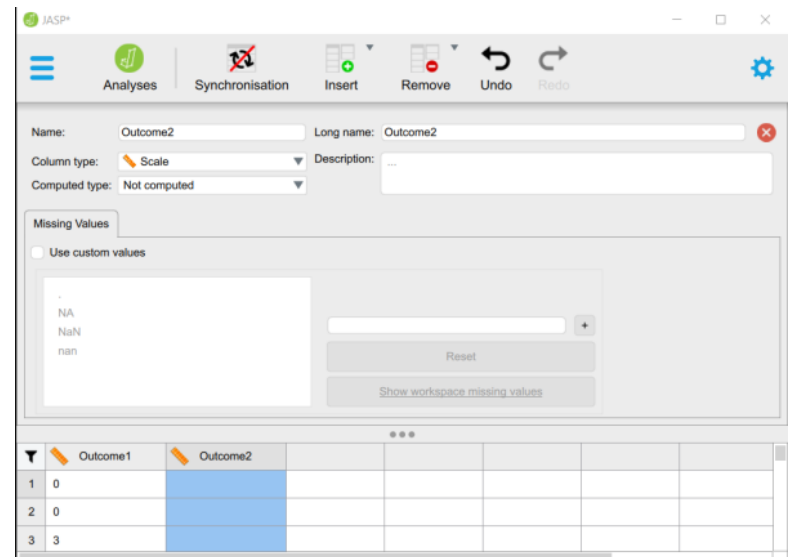 JASP*
Analyses
Synchronisation
Insert
Remove
Undo
Redo
Name: Outcome2 Long name: Outcome2
Column type: Scale Description: ...
Computed type: Not computed
Missing Values
Use custom values
.
NA
NaN
nan
+
Reset
Show workspace missing values
Outcome1 Outcome2
1 0
2 0
3 3